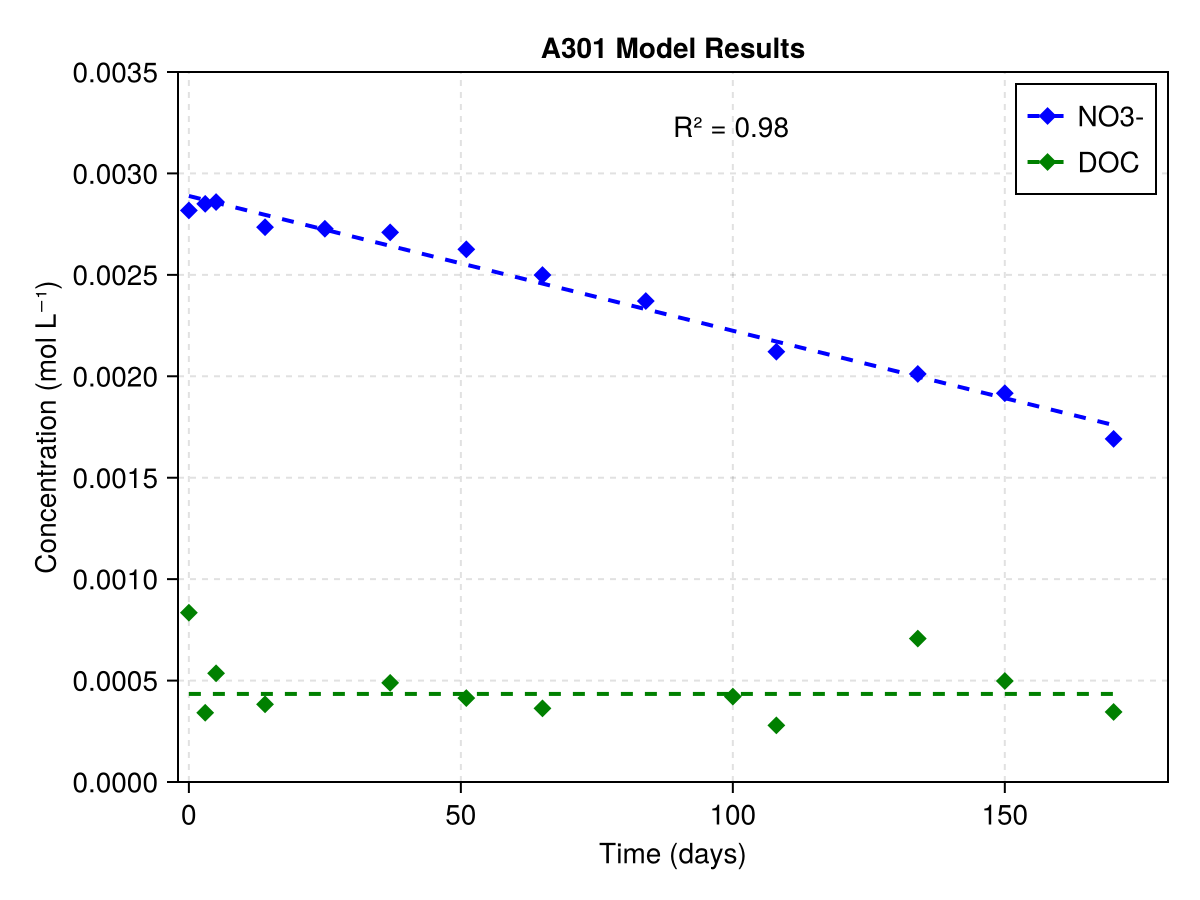 A301 Model Results
R² = 0.98
NO3-
DOC
0.0035
0.0030
0.0025
0.0020
0.0015
0.0010
0.0005
0.0000
Concentration (mol L⁻¹)
0 50 100 150
Time (days)